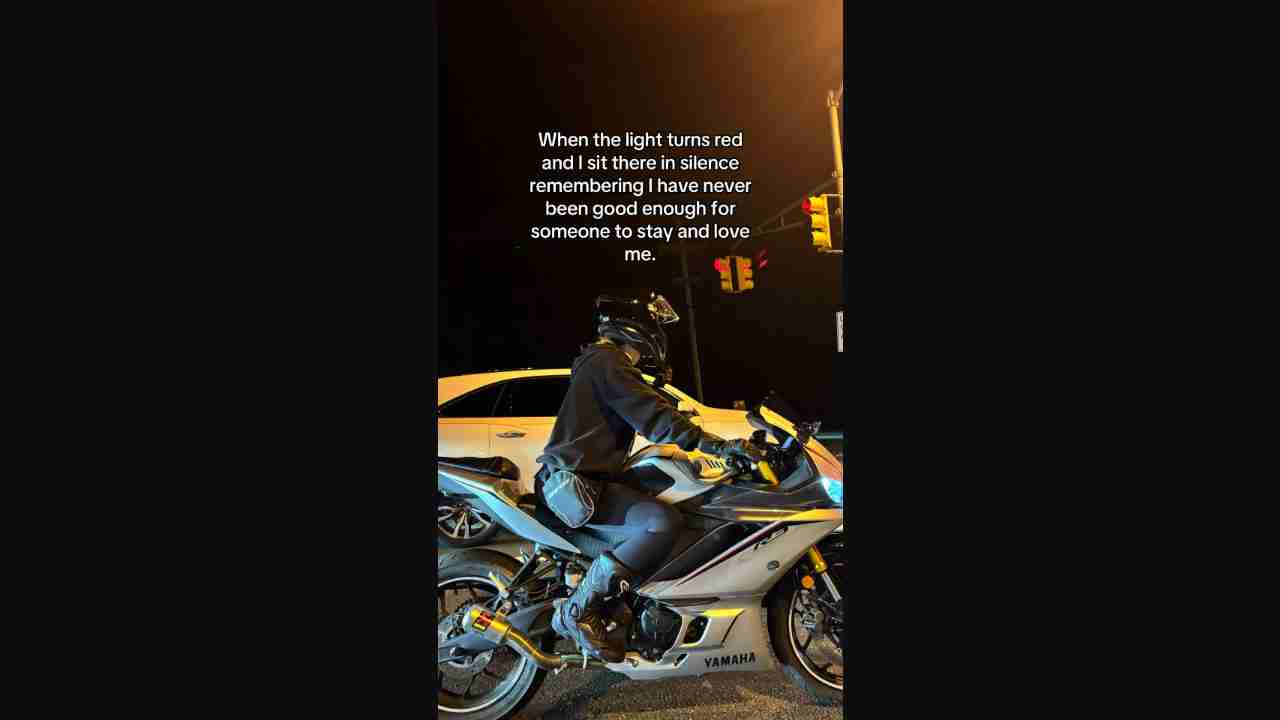 When the light turns red
and I sit there in silence
remembering I have never
been good enough for
someone to stay and love
me.
R3
YAMAHA